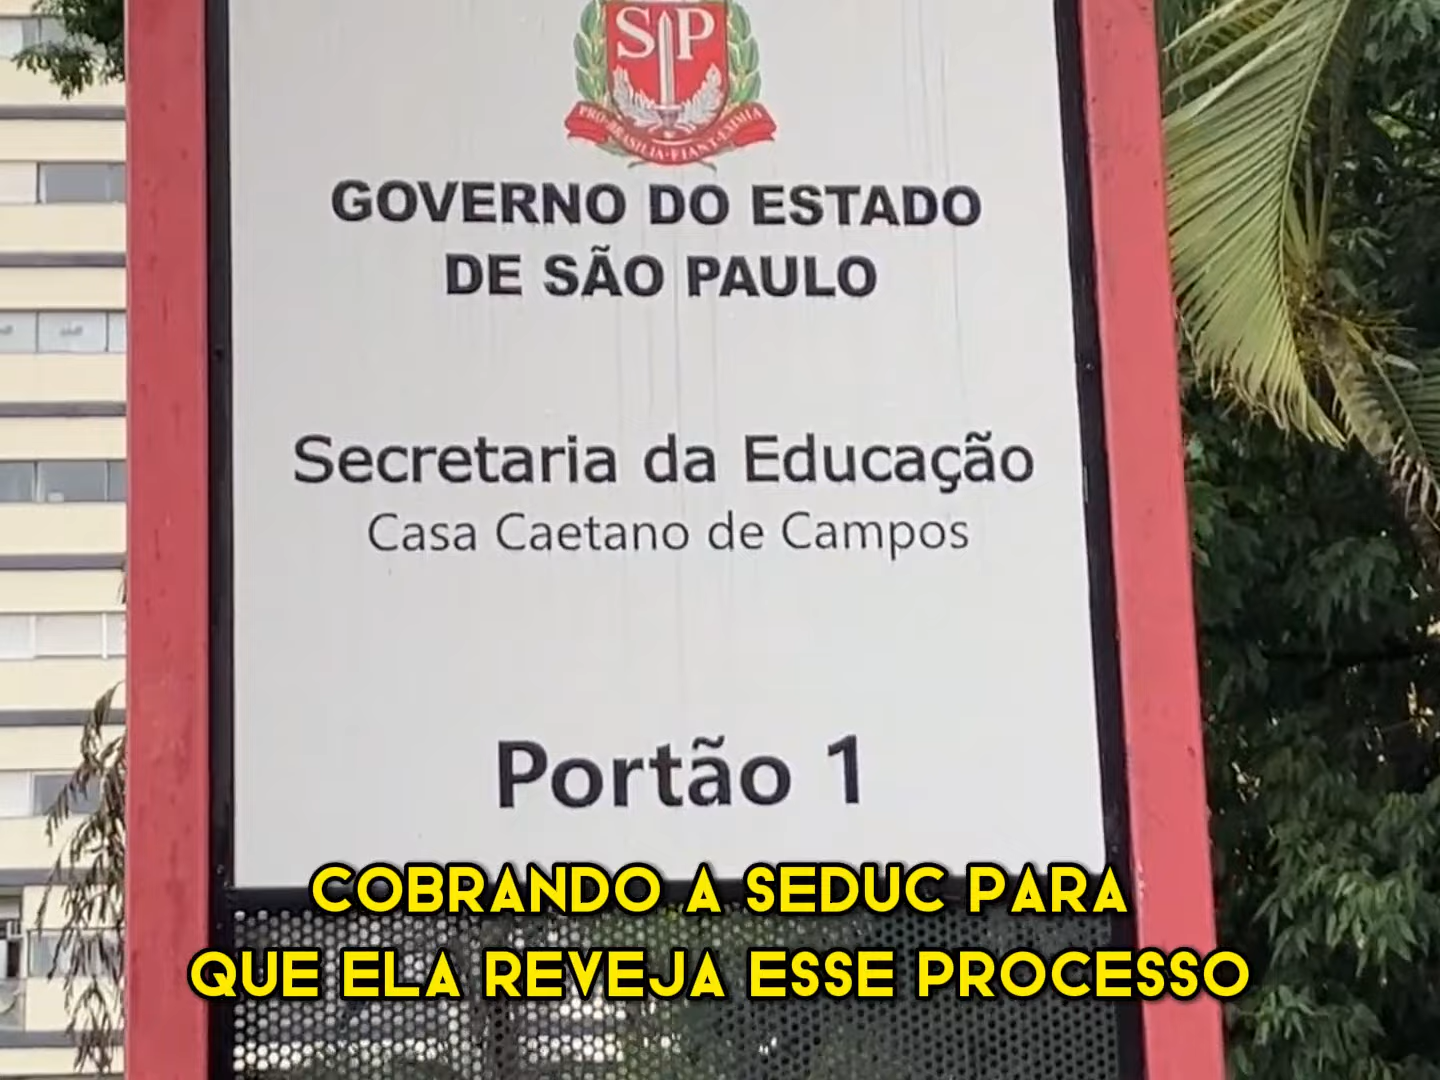 SP
PRO·BRASILIA·FIANT·EXIMIA
GOVERNO DO ESTADO
DE SÃO PAULO
Secretaria da Educação
Casa Caetano de Campos
Portão 1
COBRANDO A SEDUC PARA
QUE ELA REVEJA ESSE PROCESSO